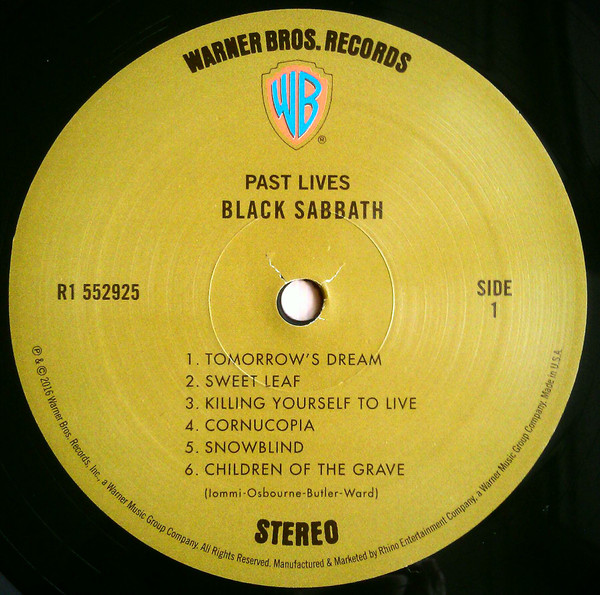 WARNER BROS. RECORDS
WB
®
PAST LIVES
BLACK SABBATH
R1 552925
SIDE
1
1. TOMORROW'S DREAM
2. SWEET LEAF
3. KILLING YOURSELF TO LIVE
4. CORNUCOPIA
5. SNOWBLIND
6. CHILDREN OF THE GRAVE
(Iommi-Osbourne-Butler-Ward)
STEREO
℗ & © 2016 Warner Bros. Records, Inc., a Warner Music Group Company. All Rights Reserved. Manufactured & Marketed by Rhino Entertainment Company, a Warner Music Group Company. Made in U.S.A.